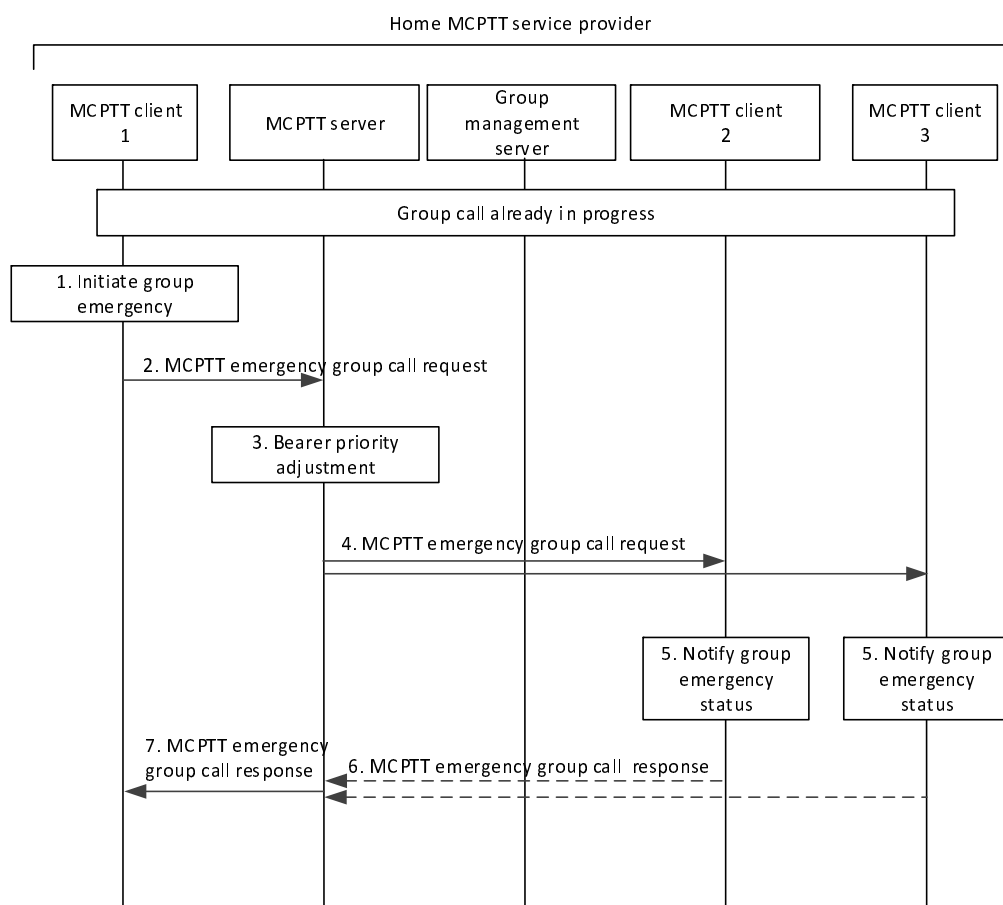 Home MCPTT service provider
MCPTT client
1
MCPTT server
Group
management
server
MCPTT client
2
MCPTT client
3
Group call already in progress
1. Initiate group
emergency
2. MCPTT emergency group call request
3. Bearer priority
adjustment
4. MCPTT emergency group call request
5. Notify group
emergency
status
5. Notify group
emergency
status
7. MCPTT emergency
group call response
6. MCPTT emergency group call response